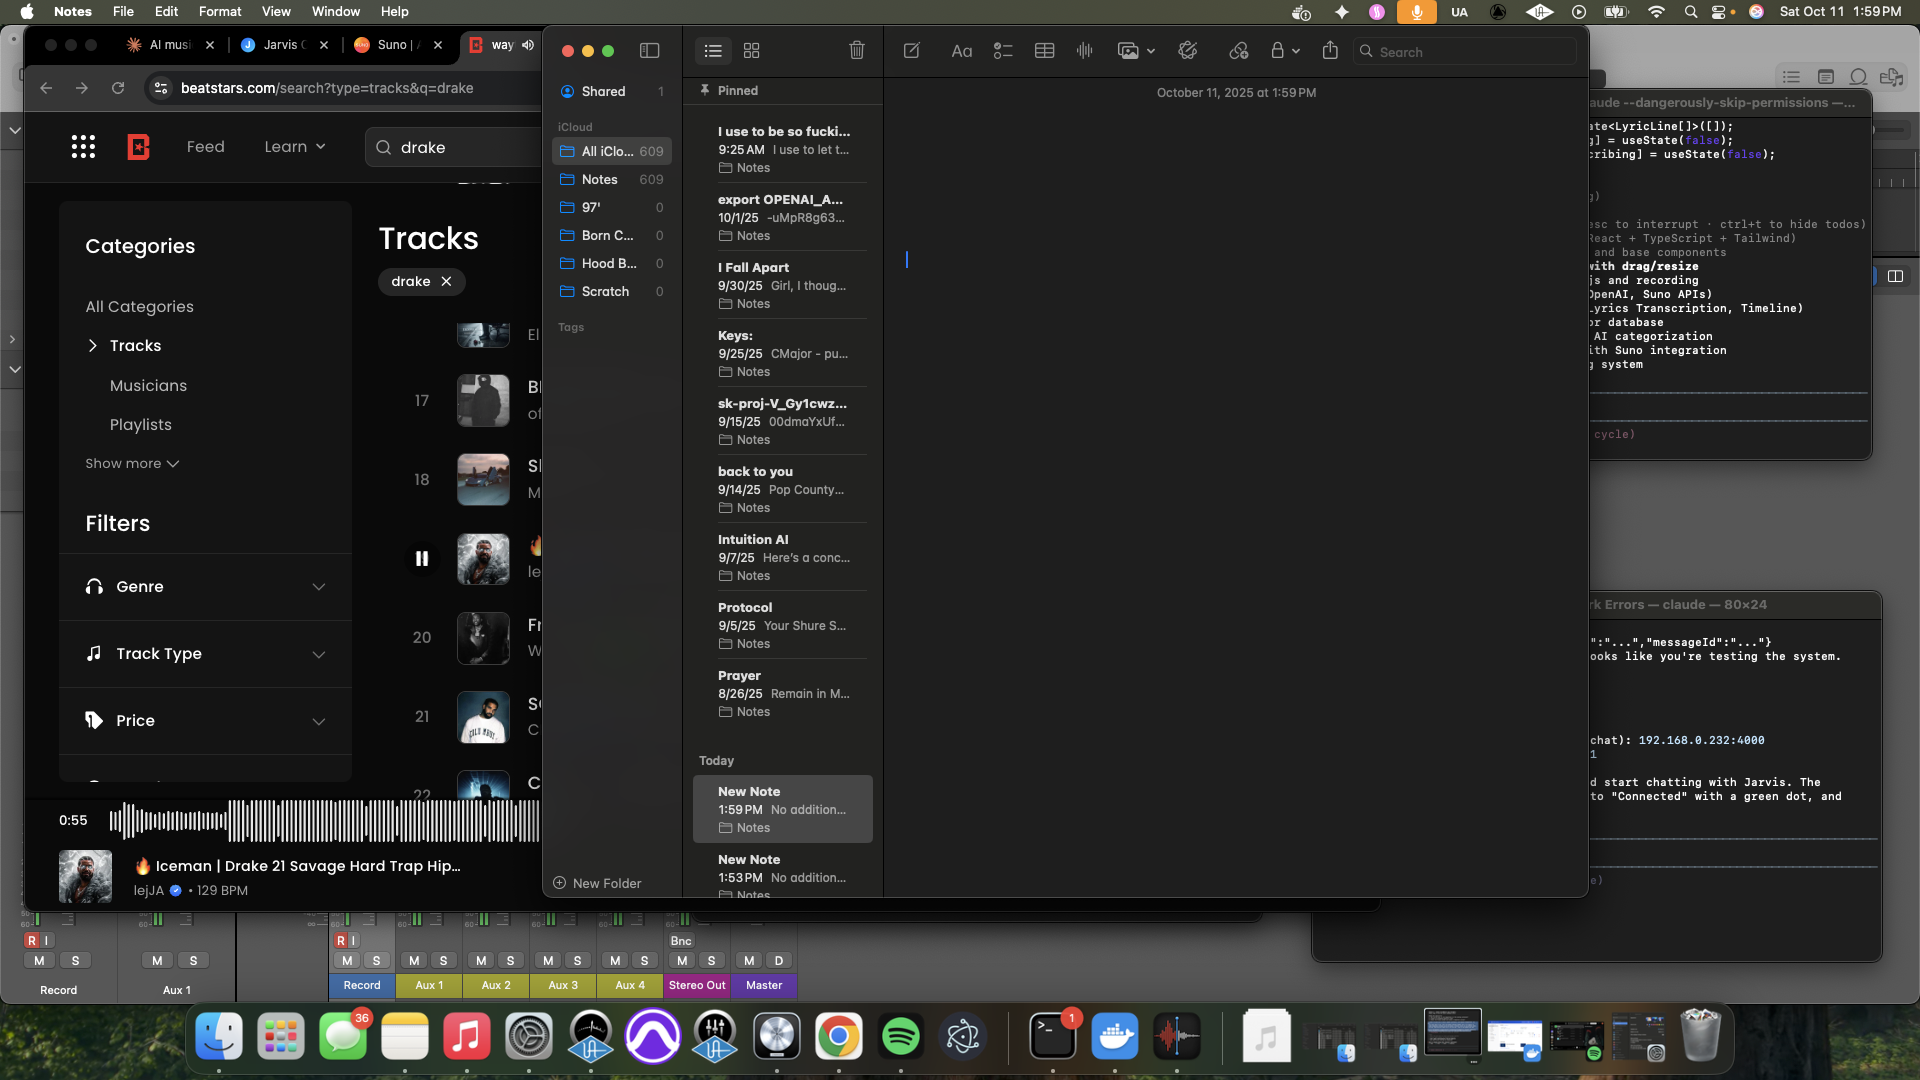 Notes File Edit Format View Window Help
UA
Sat Oct 11 1:59 PM
AI musi
Jarvis C
Suno | A
way
beatstars.com/search?type=tracks&q=drake
Feed
Learn
drake
Categories
All Categories
Tracks
Musicians
Playlists
Show more
Filters
Genre
Track Type
Price
Tracks
drake
El
17
Bl
of
18
Sl
M
le
20
Fr
W
21
S
C
22
C
0:55
🔥 Iceman | Drake 21 Savage Hard Trap Hip...
lejJA • 129 BPM
Shared 1
iCloud
All iClo... 609
Notes 609
97' 0
Born C... 0
Hood B... 0
Scratch 0
Tags
New Folder
Pinned
I use to be so fucki...
9:25 AM I use to let t...
Notes
export OPENAI_A...
10/1/25 -uMpR8g63...
Notes
I Fall Apart
9/30/25 Girl, I thoug...
Notes
Keys:
9/25/25 CMajor - pu...
Notes
sk-proj-V_Gy1cwz...
9/15/25 00dmaYxUf...
Notes
back to you
9/14/25 Pop County...
Notes
Intuition AI
9/7/25 Here's a conc...
Notes
Protocol
9/5/25 Your Shure S...
Notes
Prayer
8/26/25 Remain in M...
Notes
Today
New Note
1:59 PM No addition...
Notes
New Note
1:53 PM No addition...
Notes
Aa
Search
October 11, 2025 at 1:59 PM
aude --dangerously-skip-permissions —...
ate<LyricLine[]>([]);
g] = useState(false);
cribing] = useState(false);
g)
esc to interrupt · ctrl+t to hide todos)
React + TypeScript + Tailwind)
and base components
with drag/resize
js and recording
OpenAI, Suno APIs)
Lyrics Transcription, Timeline)
or database
AI categorization
ith Suno integration
g system
cycle)
rk Errors — claude — 80×24
":"...","messageId":"..."}
ooks like you're testing the system.
chat): 192.168.0.232:4000
1
d start chatting with Jarvis. The
to "Connected" with a green dot, and
e)
R I
M S
Record
M S
Aux 1
R I
M S
Record
M S
Aux 1
M S
Aux 2
M S
Aux 3
M S
Aux 4
Bnc
M S
Stereo Out
M D
Master
36
1